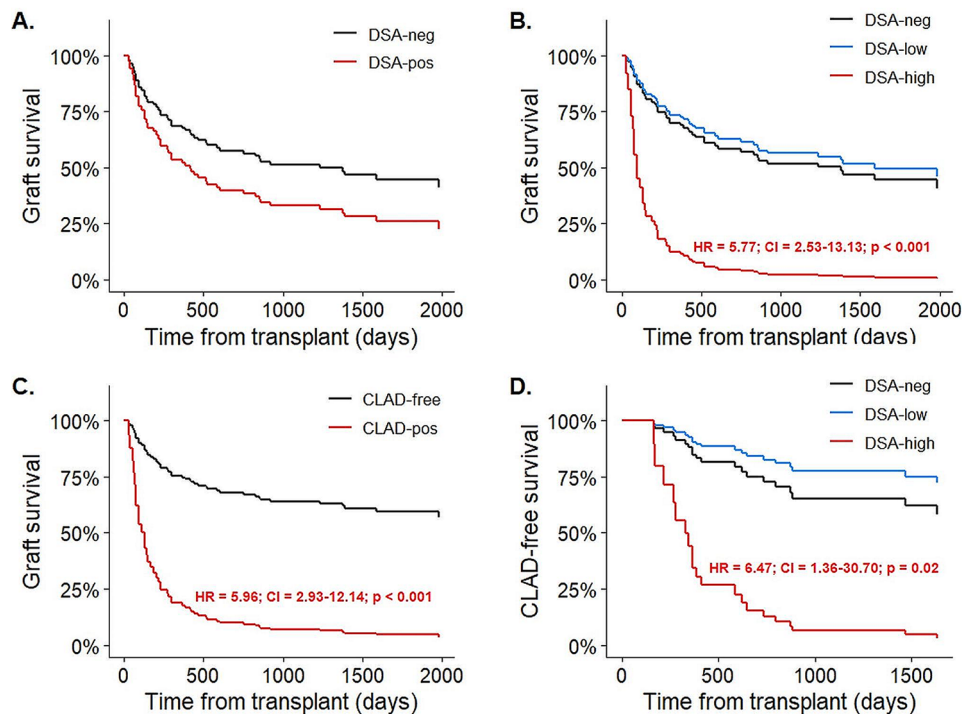 A.
DSA-neg
DSA-pos
100%
75%
50%
25%
0%
Graft survival
0 500 1000 1500 2000
Time from transplant (days)
B.
DSA-neg
DSA-low
DSA-high
100%
75%
50%
25%
0%
Graft survival
HR = 5.77; CI = 2.53-13.13; p < 0.001
0 500 1000 1500 2000
Time from transplant (days)
C.
CLAD-free
CLAD-pos
100%
75%
50%
25%
0%
Graft survival
HR = 5.96; CI = 2.93-12.14; p < 0.001
0 500 1000 1500 2000
Time from transplant (days)
D.
DSA-neg
DSA-low
DSA-high
100%
75%
50%
25%
0%
CLAD-free survival
HR = 6.47; CI = 1.36-30.70; p = 0.02
0 500 1000 1500
Time from transplant (days)